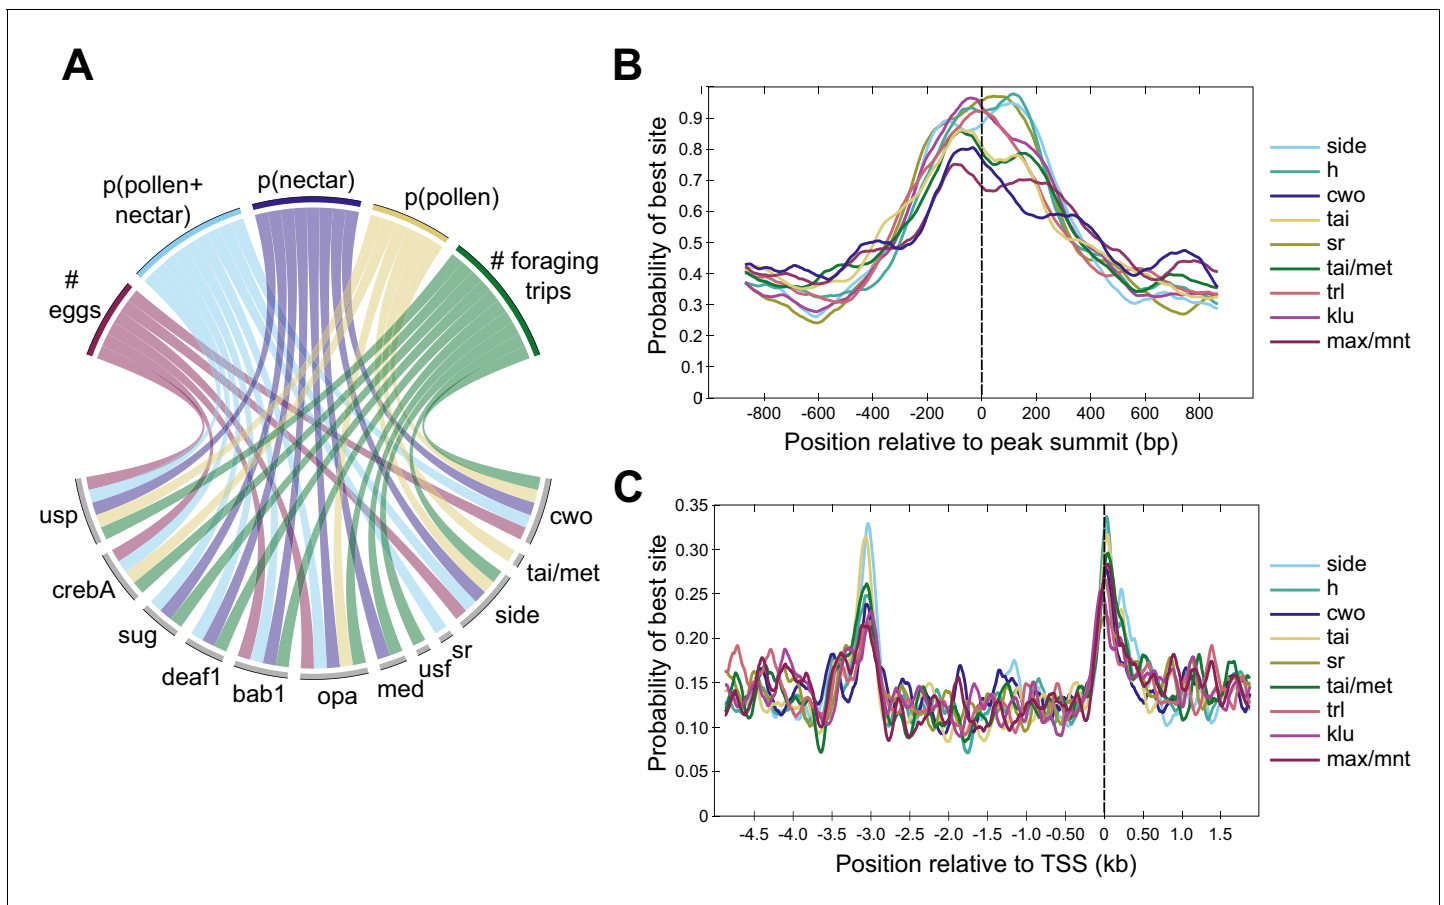 A
p(pollen+
nectar)
p(nectar)
p(pollen)
# foraging
trips
#
eggs
usp
crebA
sug
deaf1
bab1
opa
med
usf
sr
side
tai/met
cwo
B
Probability of best site
0.9
0.8
0.7
0.6
0.5
0.4
0.3
0.2
0.1
0
-800 -600 -400 -200 0 200 400 600 800
Position relative to peak summit (bp)
side
h
cwo
tai
sr
tai/met
trl
klu
max/mnt
C
Probability of best site
0.35
0.30
0.25
0.20
0.15
0.10
0.05
0
-4.5 -4.0 -3.5 -3.0 -2.5 -2.0 -1.5 -1.0 -0.50 0 0.50 1.0 1.5
Position relative to TSS (kb)
side
h
cwo
tai
sr
tai/met
trl
klu
max/mnt